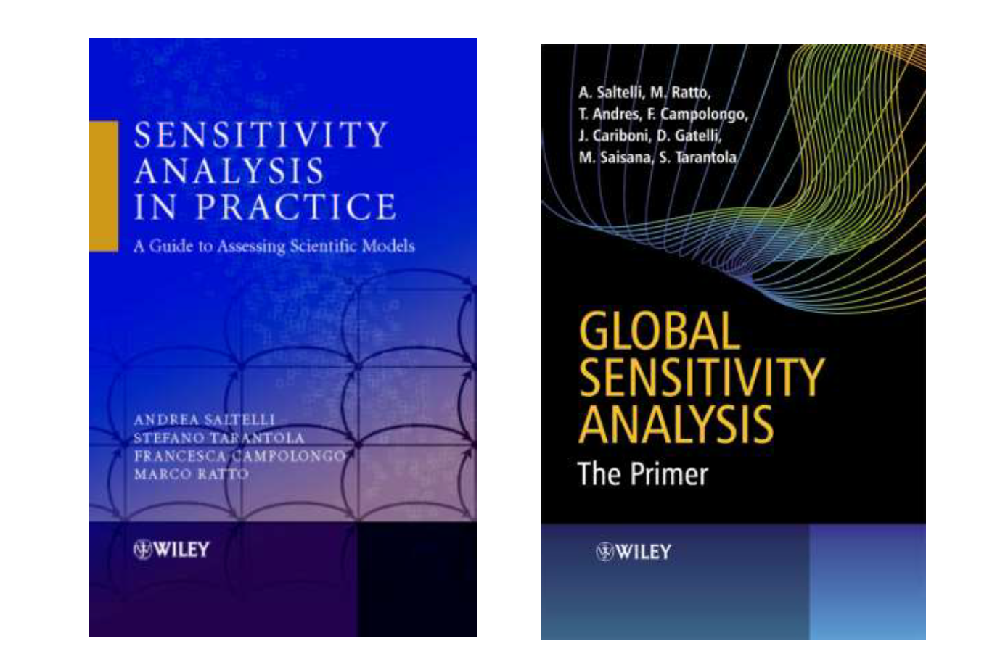 SENSITIVITY
ANALYSIS
IN PRACTICE
A Guide to Assessing Scientific Models
ANDREA SALTELLI
STEFANO TARANTOLA
FRANCESCA CAMPOLONGO
MARCO RATTO
WILEY
A. Saltelli, M. Ratto,
T. Andres, F. Campolongo,
J. Cariboni, D. Gatelli,
M. Saisana, S. Tarantola
GLOBAL
SENSITIVITY
ANALYSIS
The Primer
WILEY